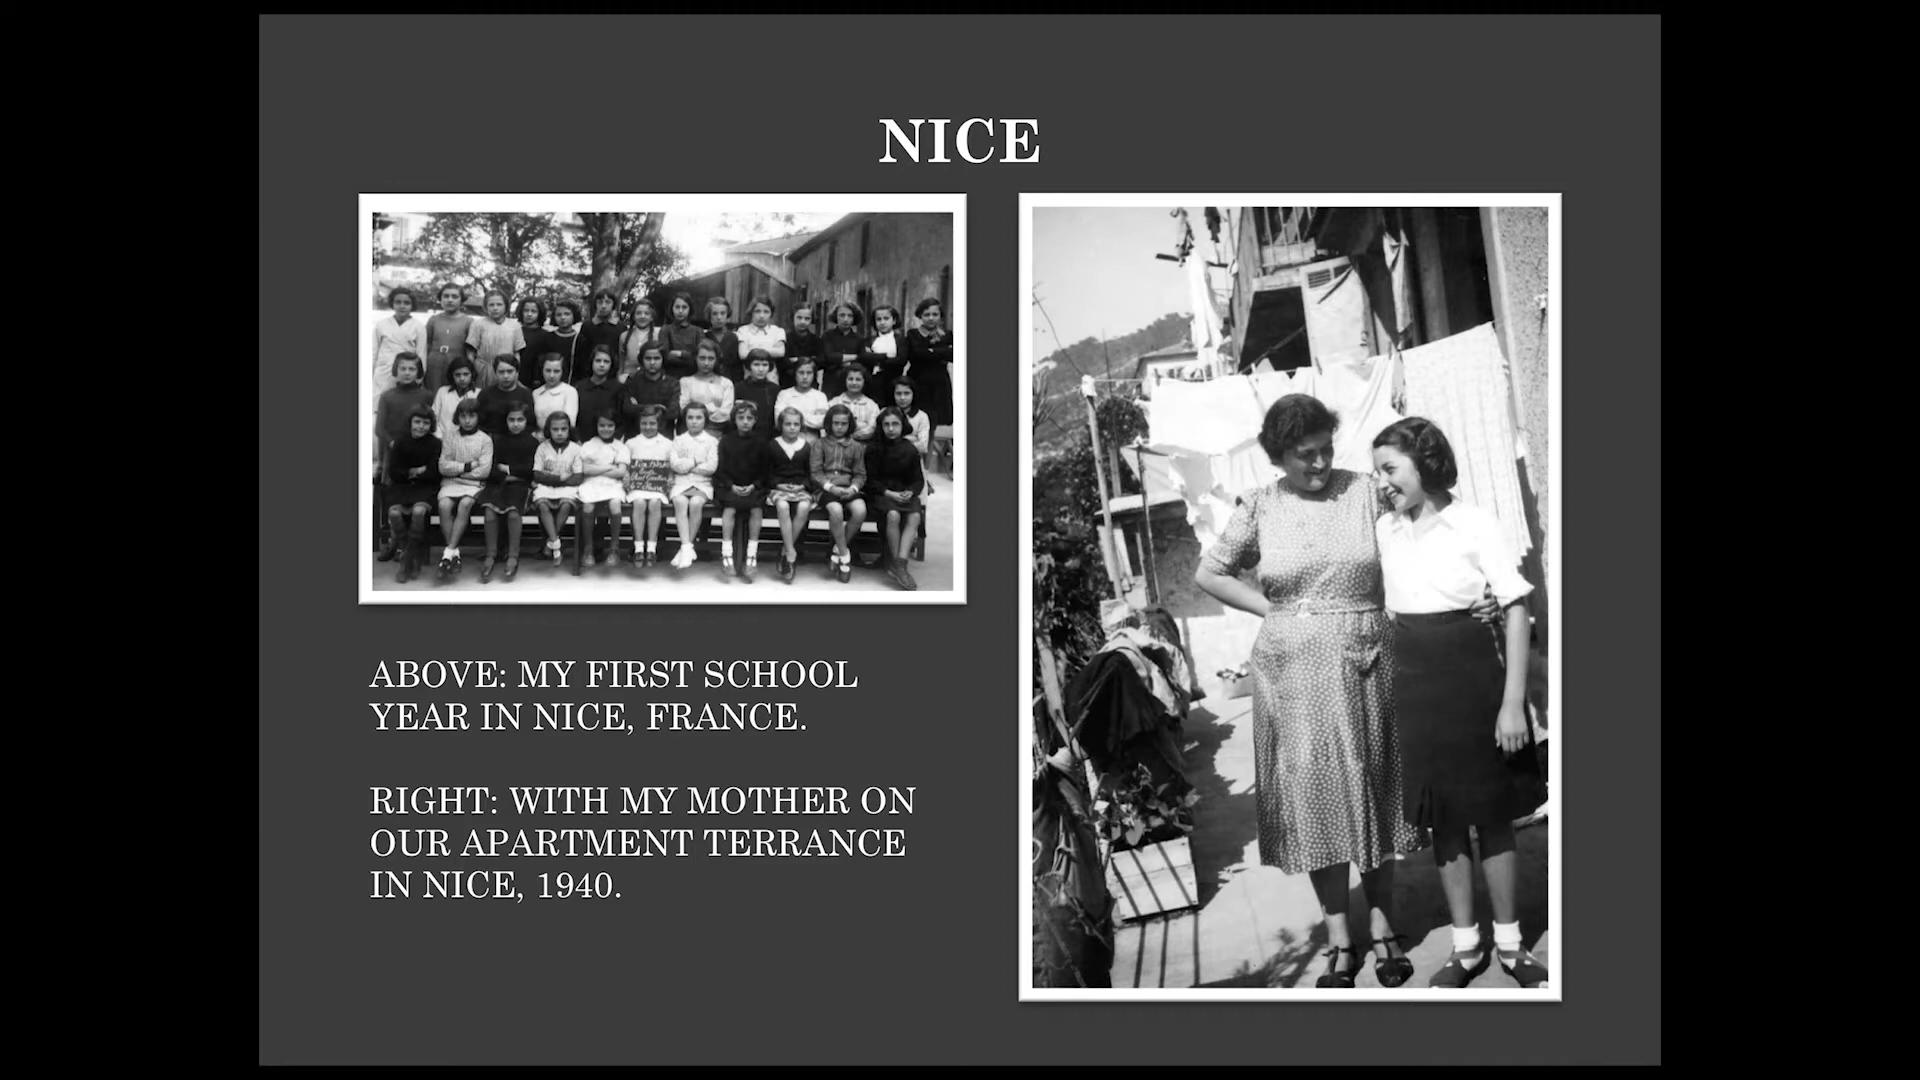 NICE
ABOVE: MY FIRST SCHOOL
YEAR IN NICE, FRANCE.
RIGHT: WITH MY MOTHER ON
OUR APARTMENT TERRANCE
IN NICE, 1940.